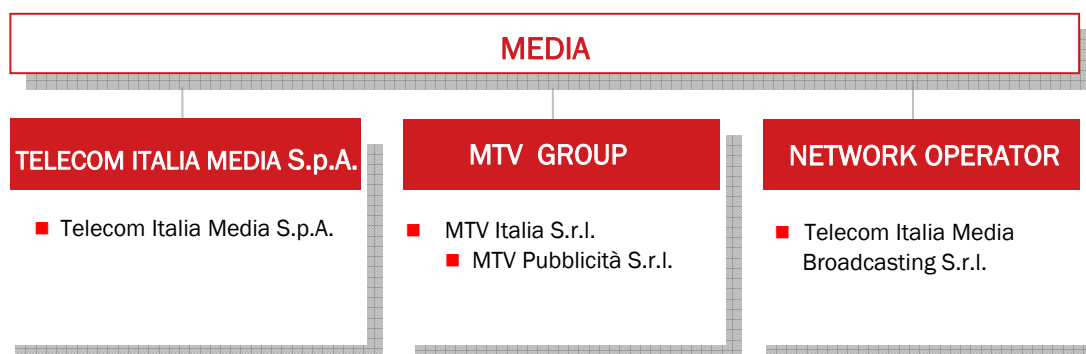 MEDIA
TELECOM ITALIA MEDIA S.p.A.
Telecom Italia Media S.p.A.
MTV GROUP
MTV Italia S.r.l.
MTV Pubblicità S.r.l.
NETWORK OPERATOR
Telecom Italia Media
Broadcasting S.r.l.